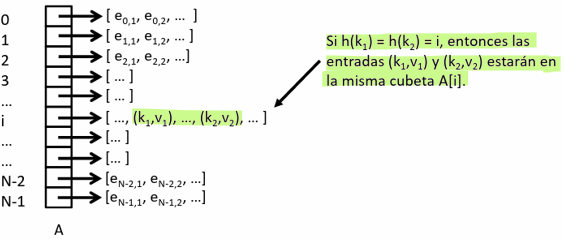 0 [ e0,1, e0,2, … ]
1 [ e1,1, e1,2, … ]
2 [ e2,1, e2,2, …]
3 [ … ]
… [ … ]
i [ …, (k1,v1), …, (k2,v2), … ]
… [ …]
… [ …]
N-2 [eN-2,1, eN-2,2, …]
N-1 [eN-1,1, eN-1,2, …]
A
Si h(k1) = h(k2) = i, entonces las
entradas (k1,v1) y (k2,v2) estarán en
la misma cubeta A[i].